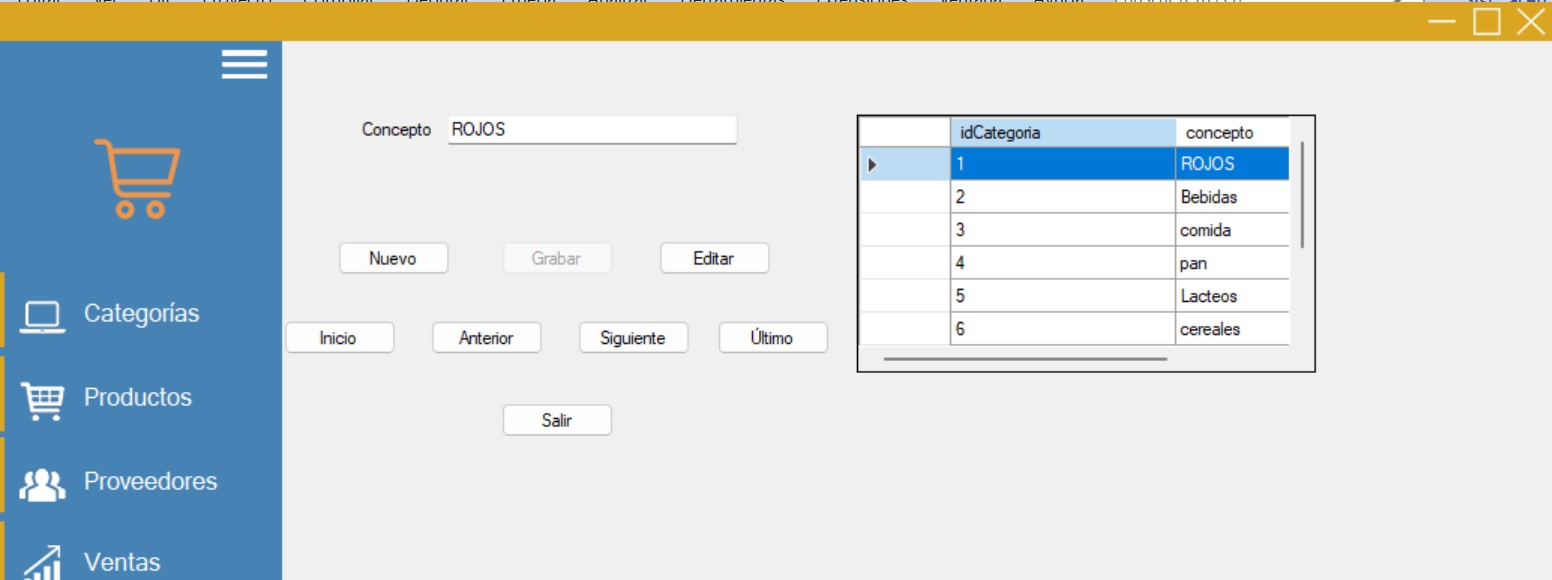 Concepto ROJOS
idCategoria concepto
1 ROJOS
2 Bebidas
3 comida
4 pan
5 Lacteos
6 cereales
Nuevo Grabar Editar
Inicio Anterior Siguiente Último
Salir
Categorías
Productos
Proveedores
Ventas